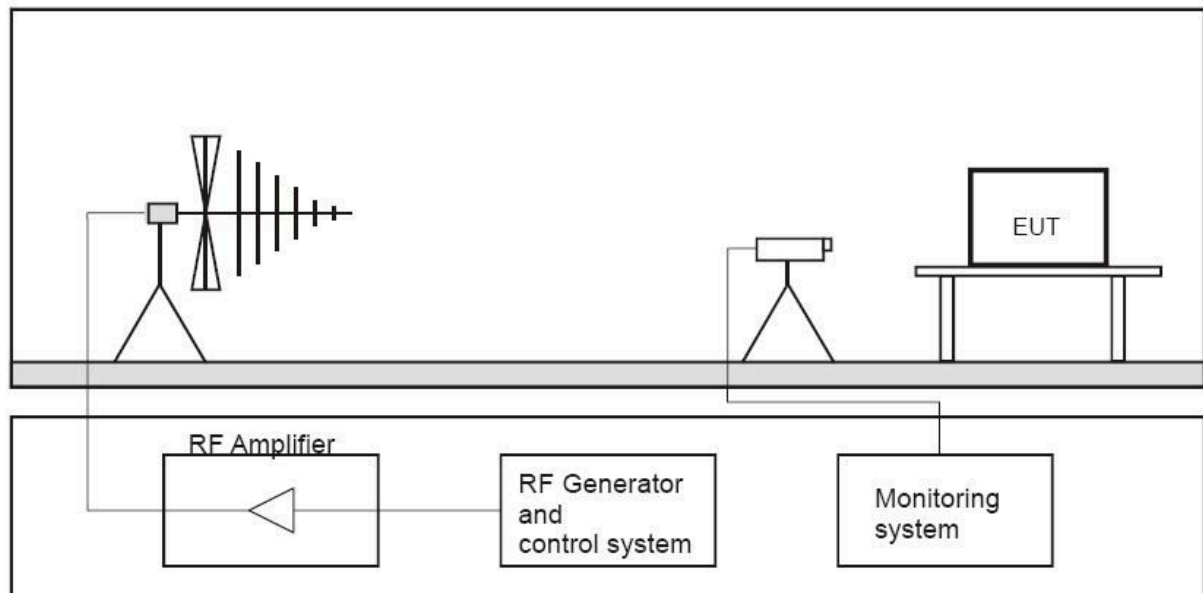 EUT
RF Amplifier
RF Generator
and
control system
Monitoring
system